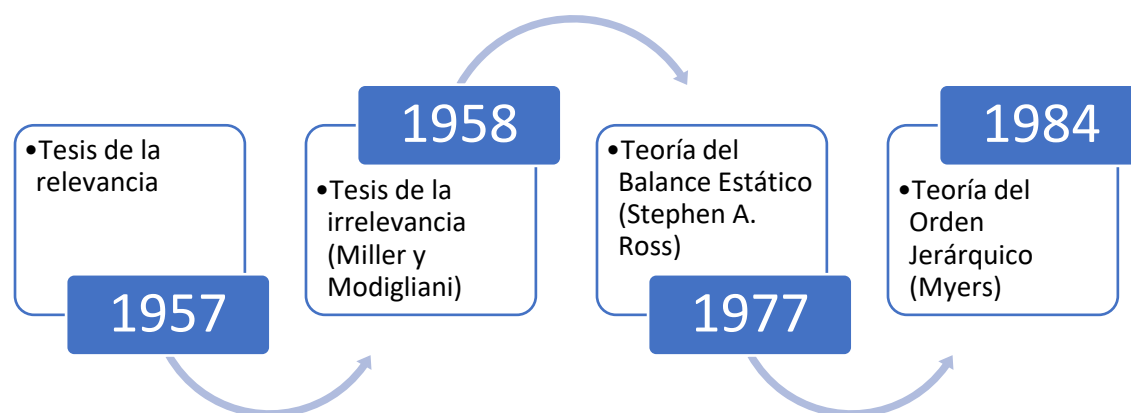 •Tesis de la
relevancia
1957
1958
•Tesis de la
irrelevancia
(Miller y
Modigliani)
•Teoría del
Balance Estático
(Stephen A.
Ross)
1977
1984
•Teoría del
Orden
Jerárquico
(Myers)